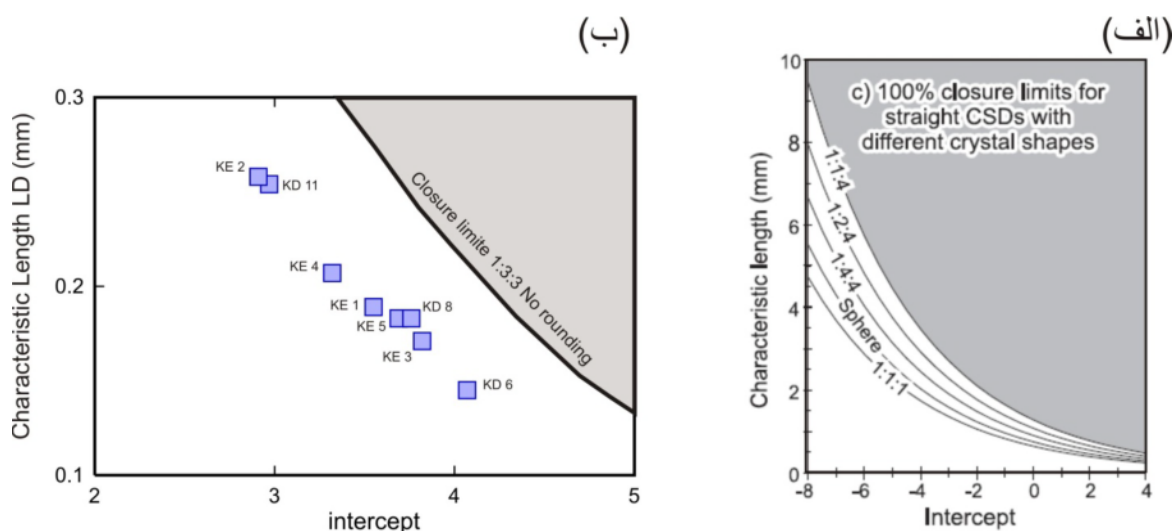 (الف)
10
8
6
4
2
0
Characteristic length (mm)
c) 100% closure limits for
straight CSDs with
different crystal shapes
1:1:4
1:2:4
1:4:4
Sphere
1:1:1
-8
-6
-4
-2
0
2
4
Intercept
(ب)
0.3
0.2
0.1
Characteristic Length LD (mm)
KE 2
KD 11
KE 4
KE 1
KE 5
KD 8
KE 3
KD 6
Closure limite 1:3:3 No rounding
2
3
4
5
intercept